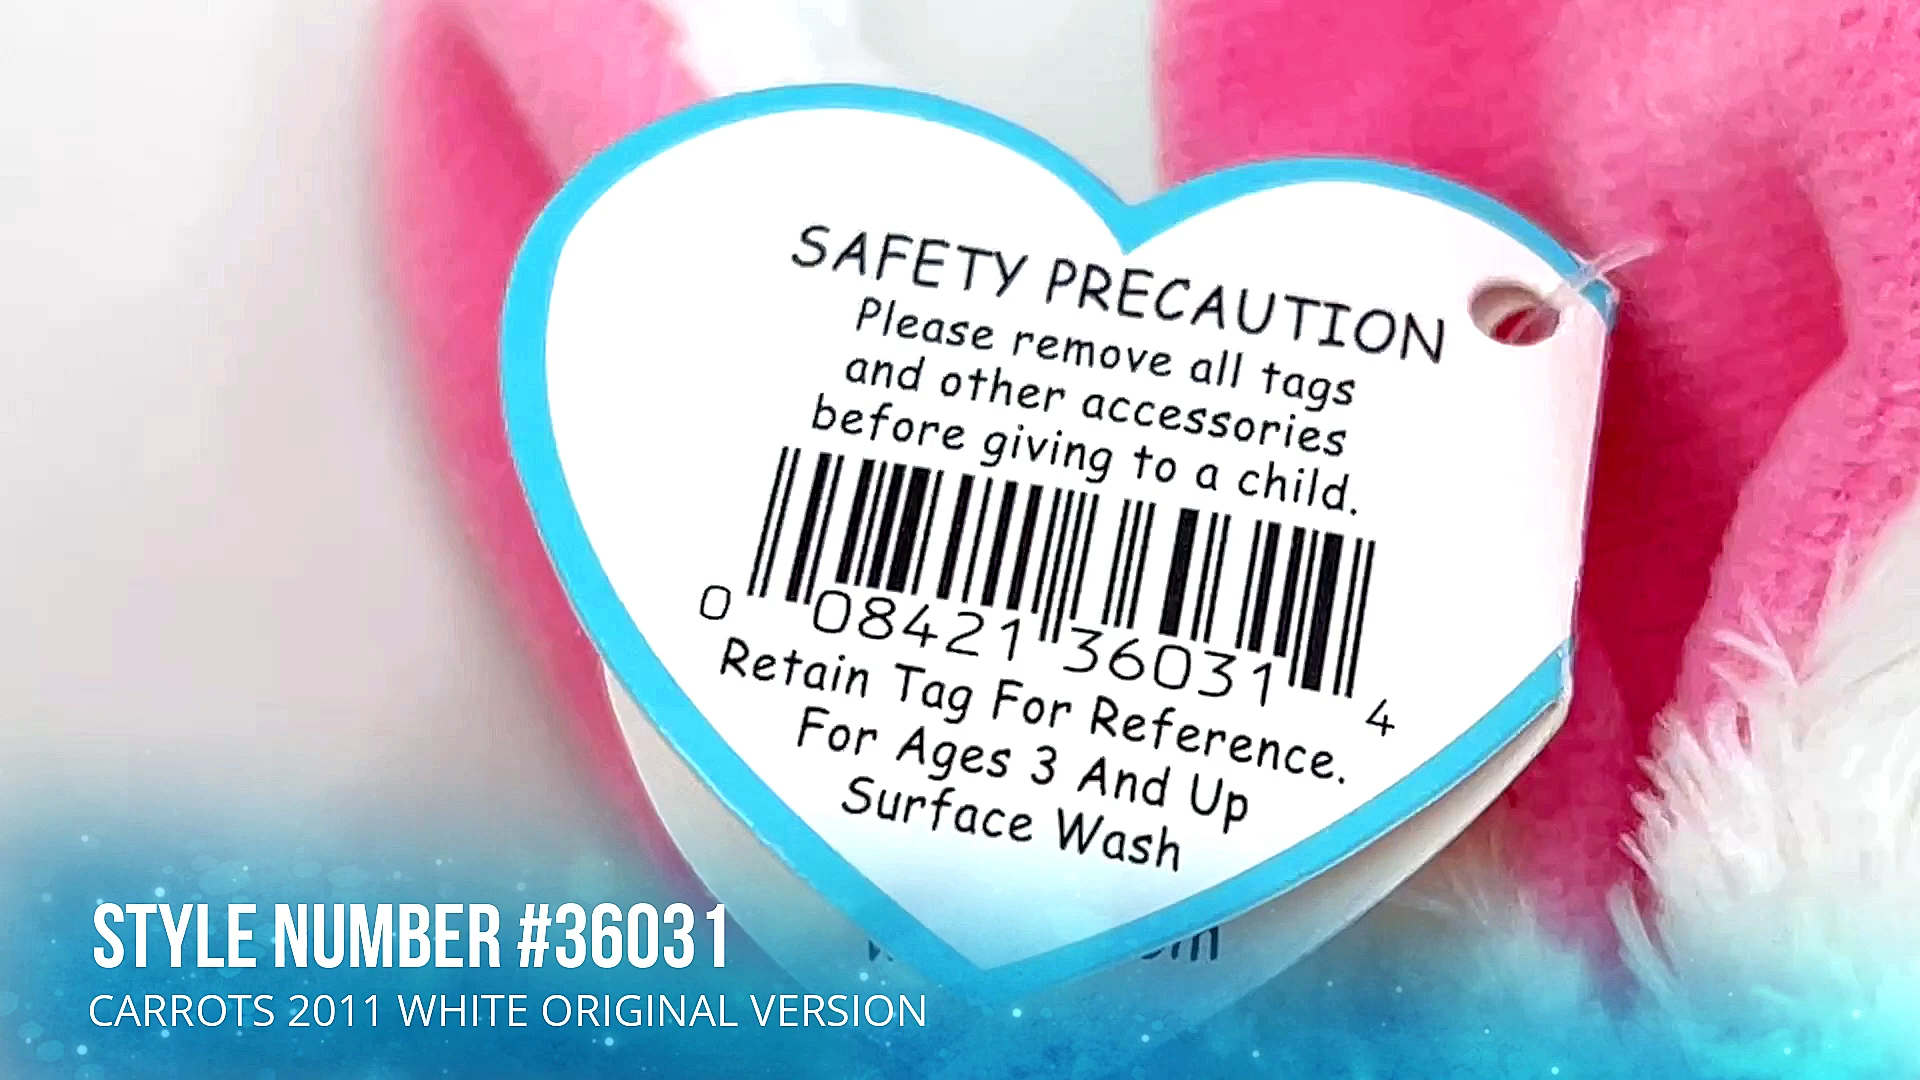 SAFETY PRECAUTION
Please remove all tags
and other accessories
before giving to a child.
0 08421 36031 4
Retain Tag For Reference.
For Ages 3 And Up
Surface Wash
STYLE NUMBER #36031
CARROTS 2011 WHITE ORIGINAL VERSION